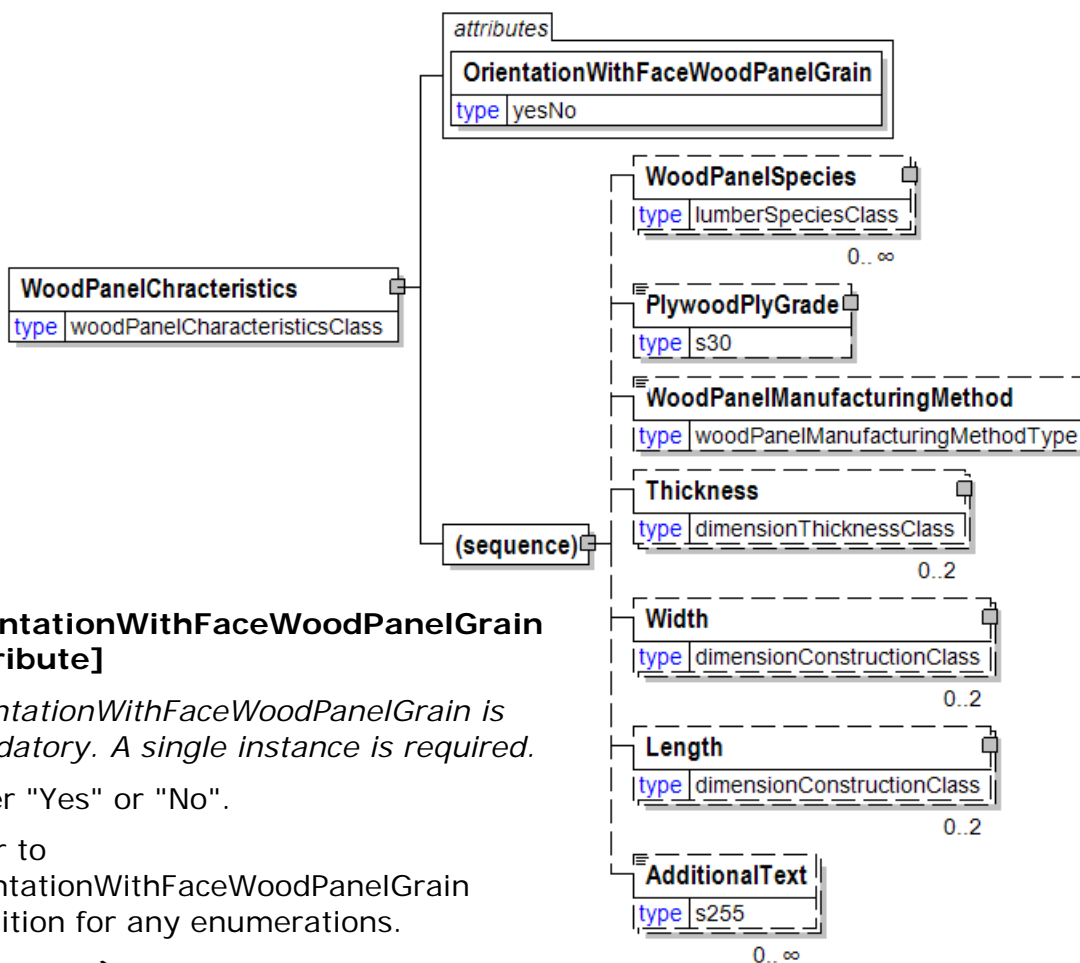 attributes
OrientationWithFaceWoodPanelGrain
type yesNo
WoodPanelSpecies
type lumberSpeciesClass
0.. ∞
WoodPanelChracteristics
type woodPanelCharacteristicsClass
PlywoodPlyGrade
type s30
WoodPanelManufacturingMethod
type woodPanelManufacturingMethodType
Thickness
type dimensionThicknessClass
0..2
(sequence)
Width
type dimensionConstructionClass
0..2
Length
type dimensionConstructionClass
0..2
AdditionalText
type s255
0.. ∞
ntationWithFaceWoodPanelGrain
ribute]
ntationWithFaceWoodPanelGrain is
datory. A single instance is required.
er "Yes" or "No".
r to
ntationWithFaceWoodPanelGrain
ition for any enumerations.